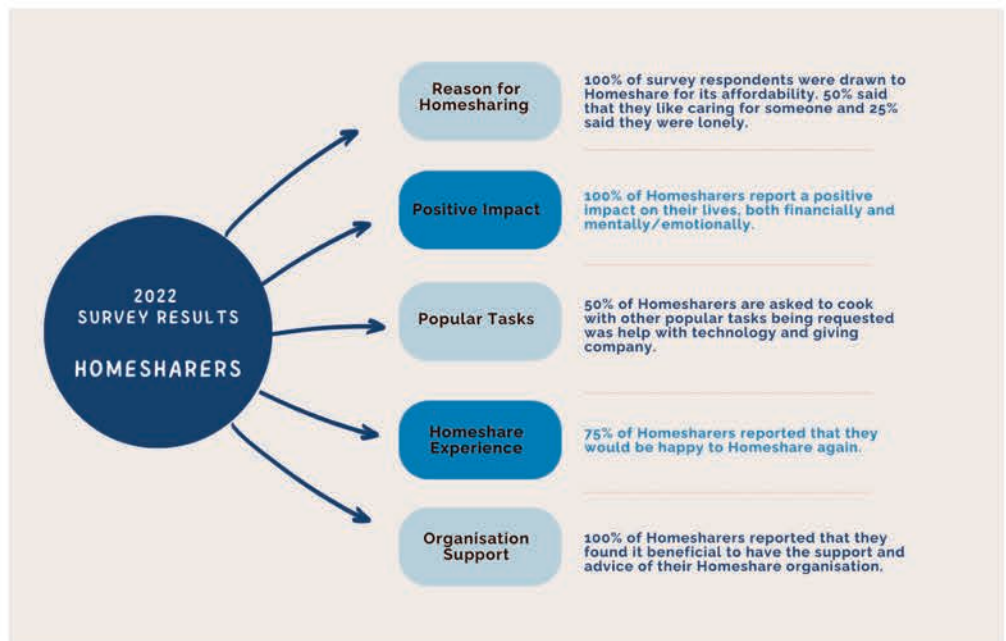 2022
SURVEY RESULTS
HOMESHARERS
Reason for
Homesharing
100% of survey respondents were drawn to
Homeshare for its affordability. 50% said
that they like caring for someone and 25%
said they were lonely.
Positive Impact
100% of Homesharers report a positive
impact on their lives, both financially and
mentally/emotionally.
Popular Tasks
50% of Homesharers are asked to cook
with other popular tasks being requested
was help with technology and giving
company.
Homeshare
Experience
75% of Homesharers reported that they
would be happy to Homeshare again.
Organisation
Support
100% of Homesharers reported that they
found it beneficial to have the support and
advice of their Homeshare organisation.